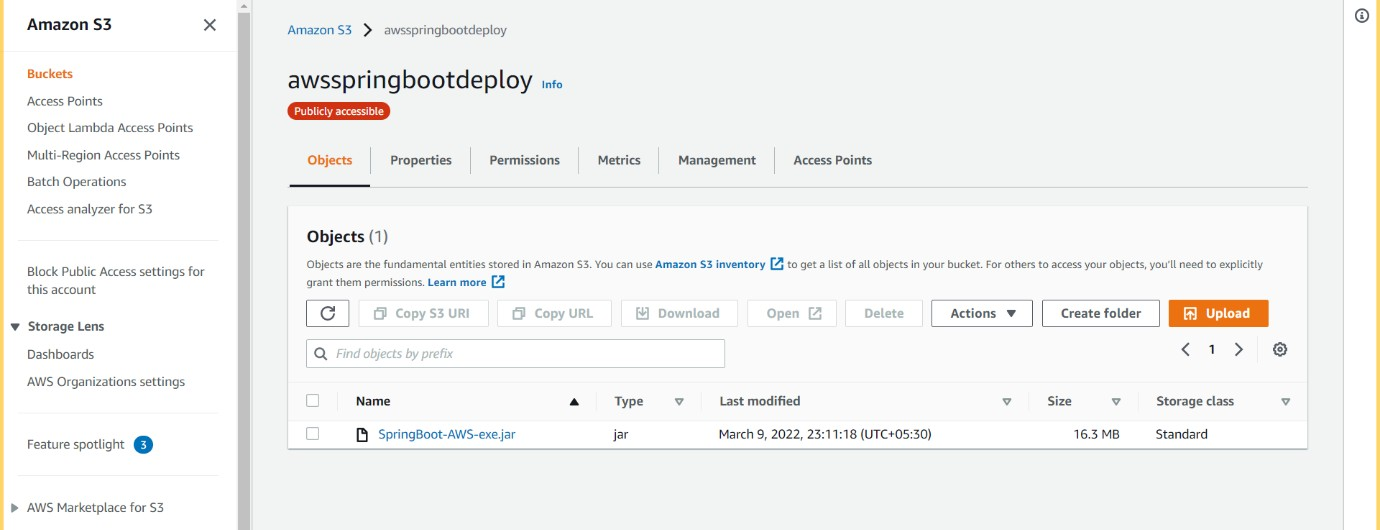 Amazon S3
Buckets
Access Points
Object Lambda Access Points
Multi-Region Access Points
Batch Operations
Access analyzer for S3
Block Public Access settings for
this account
Storage Lens
Dashboards
AWS Organizations settings
Feature spotlight 3
AWS Marketplace for S3
Amazon S3 > awsspringbootdeploy
awsspringbootdeploy Info
Publicly accessible
Objects Properties Permissions Metrics Management Access Points
Objects (1)
Objects are the fundamental entities stored in Amazon S3. You can use Amazon S3 inventory to get a list of all objects in your bucket. For others to access your objects, you'll need to explicitly
grant them permissions. Learn more
Copy S3 URI Copy URL Download Open Delete Actions Create folder Upload
Find objects by prefix
1
Name Type Last modified Size Storage class
SpringBoot-AWS-exe.jar jar March 9, 2022, 23:11:18 (UTC+05:30) 16.3 MB Standard